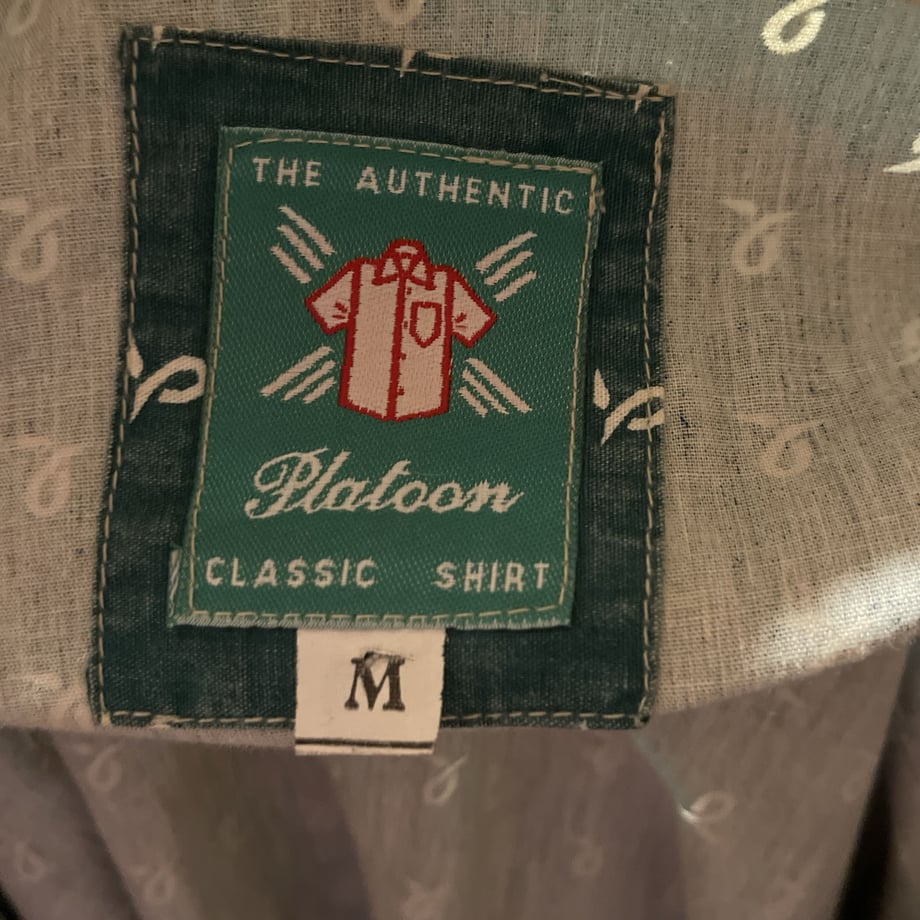 THE AUTHENTIC
Platoon
CLASSIC SHIRT
M